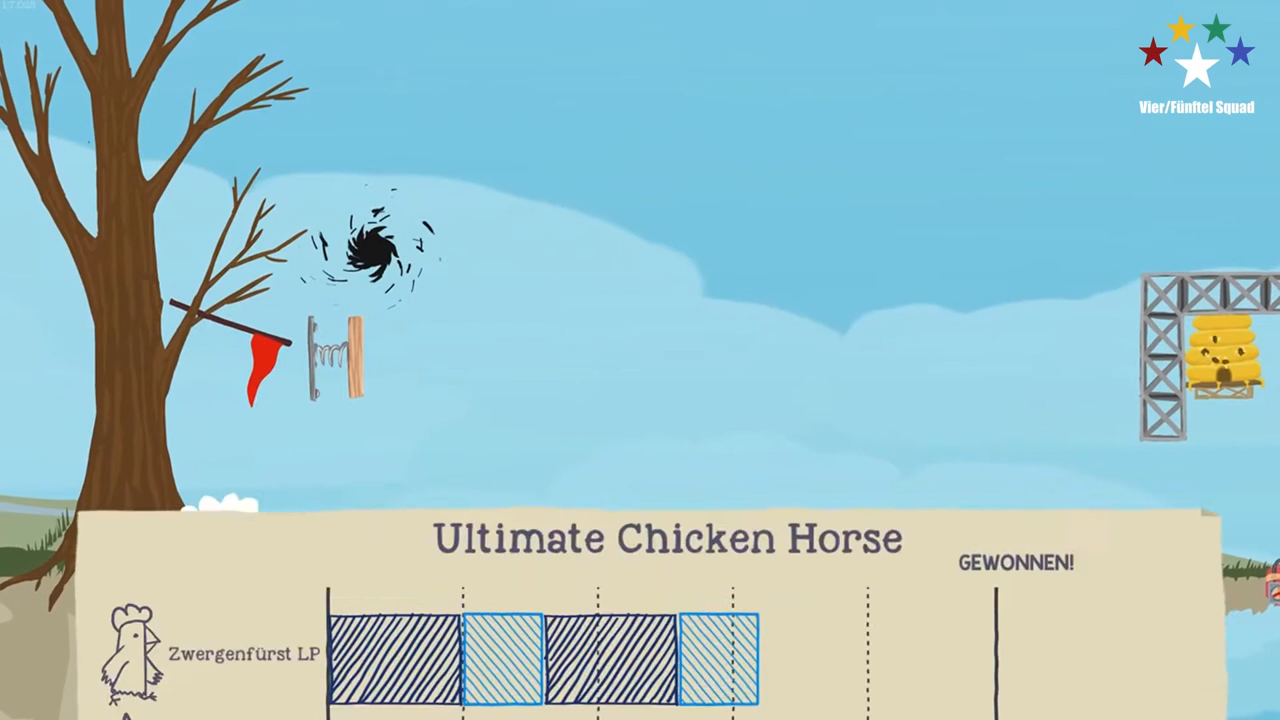 Vier/Fünftel Squad
Ultimate Chicken Horse
GEWONNEN!
Zwergenfürst LP